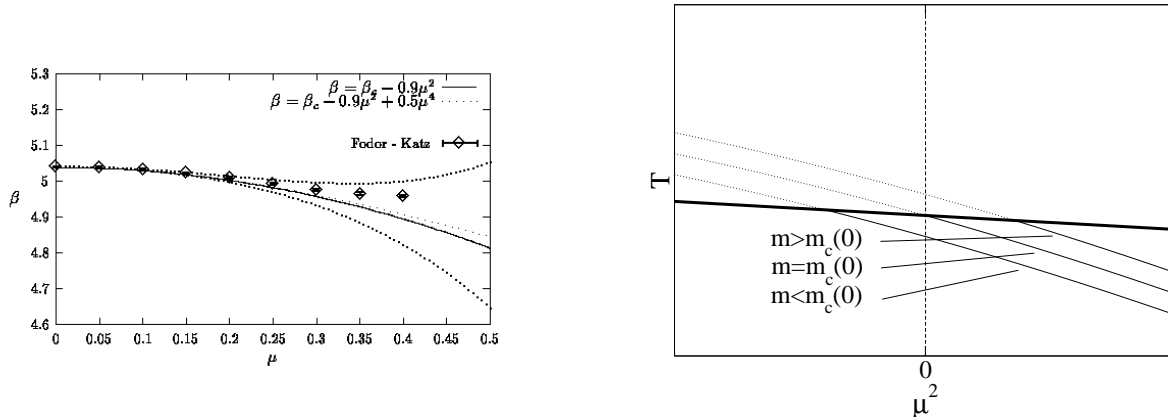 5.3
5.2
5.1
5
4.9
4.8
4.7
4.6
β
0 0.05 0.1 0.15 0.2 0.25 0.3 0.35 0.4 0.45 0.5
μ
β = β_c − 0.9μ²
β = β_c − 0.9μ² + 0.5μ⁴
Fodor - Katz
T
m>m_c(0)
m=m_c(0)
m<m_c(0)
0
μ²